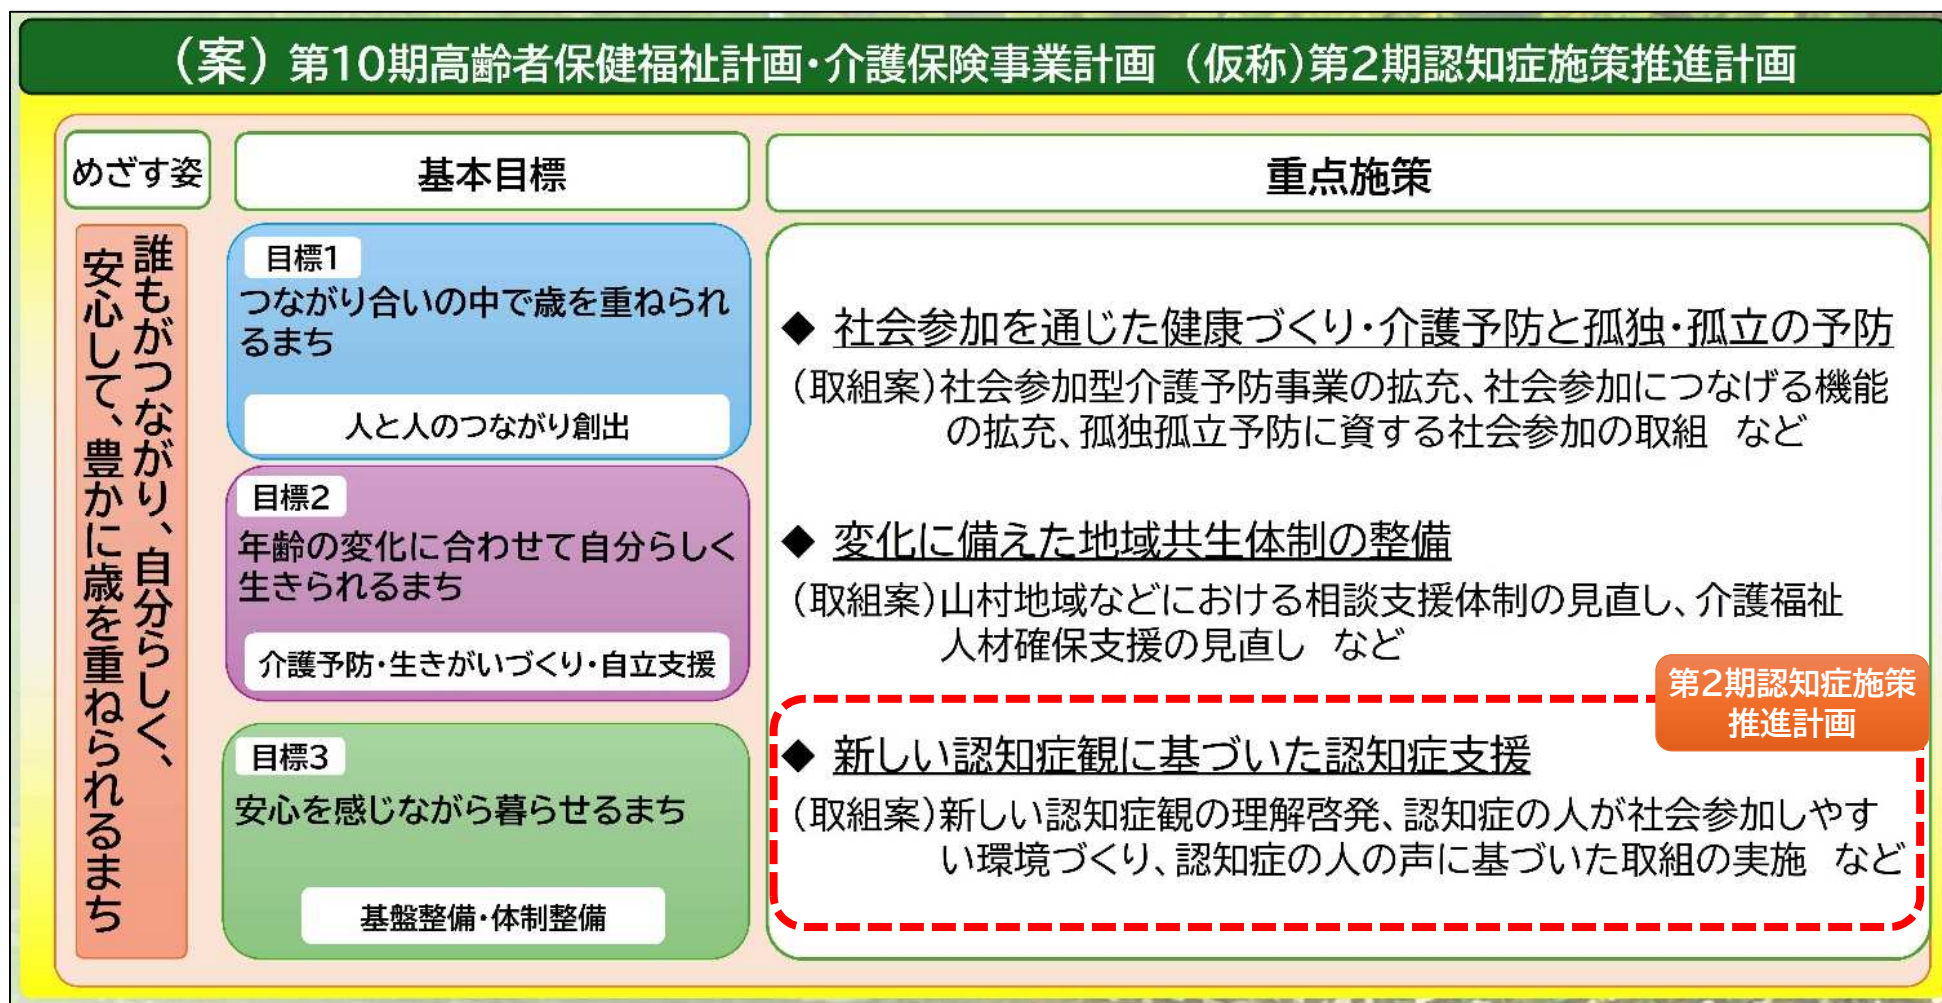 （案）第10期高齢者保健福祉計画・介護保険事業計画（仮称）第2期認知症施策推進計画
めざす姿
誰もがつながり、自分らしく、
安心して、豊かに歳を重ねられるまち
基本目標
目標1
つながり合いの中で歳を重ねられ
るまち
人と人のつながり創出
目標2
年齢の変化に合わせて自分らしく
生きられるまち
介護予防・生きがいづくり・自立支援
目標3
安心を感じながら暮らせるまち
基盤整備・体制整備
重点施策
◆ 社会参加を通じた健康づくり・介護予防と孤独・孤立の予防
（取組案）社会参加型介護予防事業の拡充、社会参加につなげる機能
の拡充、孤独孤立予防に資する社会参加の取組　など
◆ 変化に備えた地域共生体制の整備
（取組案）山村地域などにおける相談支援体制の見直し、介護福祉
人材確保支援の見直し　など
第2期認知症施策
推進計画
◆ 新しい認知症観に基づいた認知症支援
（取組案）新しい認知症観の理解啓発、認知症の人が社会参加しやす
い環境づくり、認知症の人の声に基づいた取組の実施　など